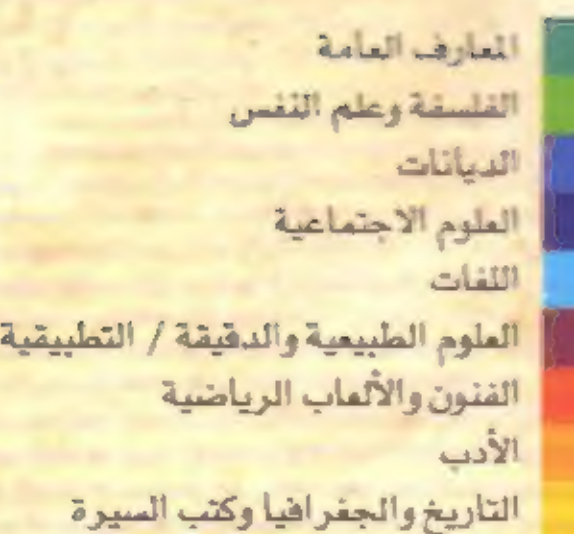 المعارف العامة
الفلسفة وعلم النفس
الديانات
العلوم الاجتماعية
اللغات
العلوم الطبيعية والدقيقة / التطبيقية
الفنون والألعاب الرياضية
الأدب
التاريخ والجغرافيا وكتب السيرة